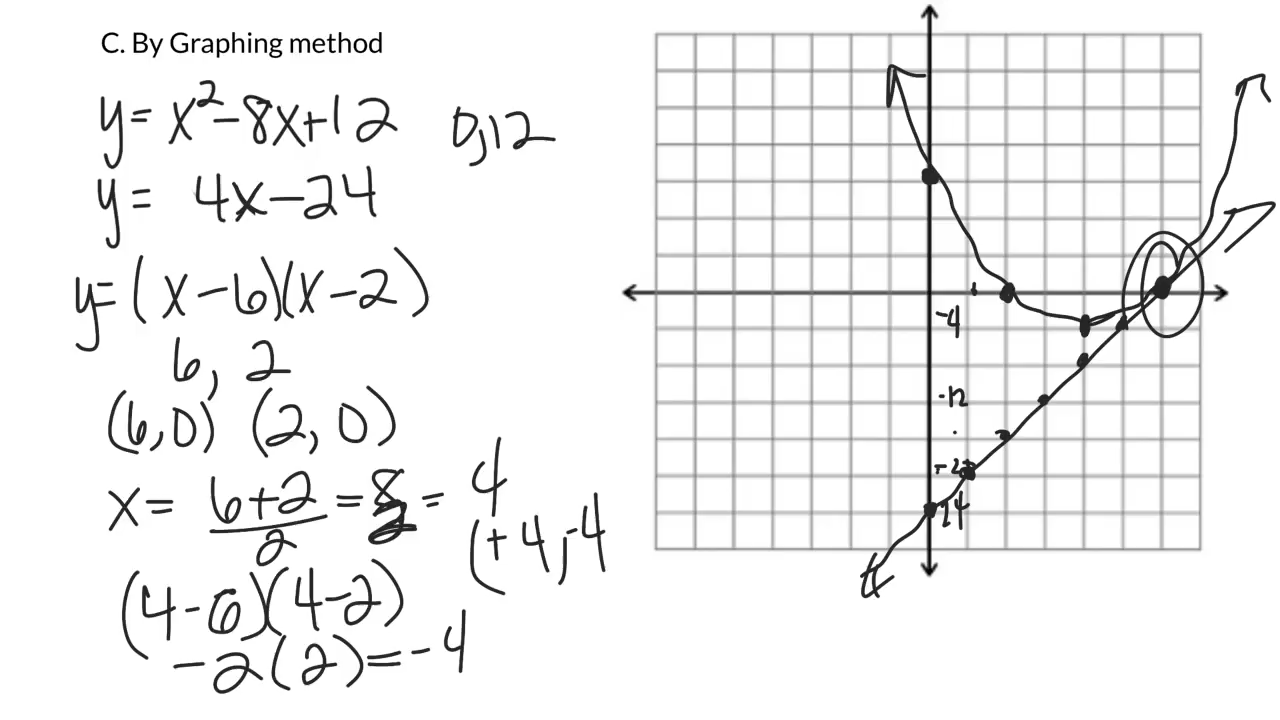 C. By Graphing method
y = x²-8x+12 0,12
y = 4x-24
y=(x-6)(x-2)
6, 2
(6,0) (2,0)
x = 6+2/2 = 8/2 = 4
(+4,-4
(4-6)(4-2)
-2(2)=-4
-4
-12
24